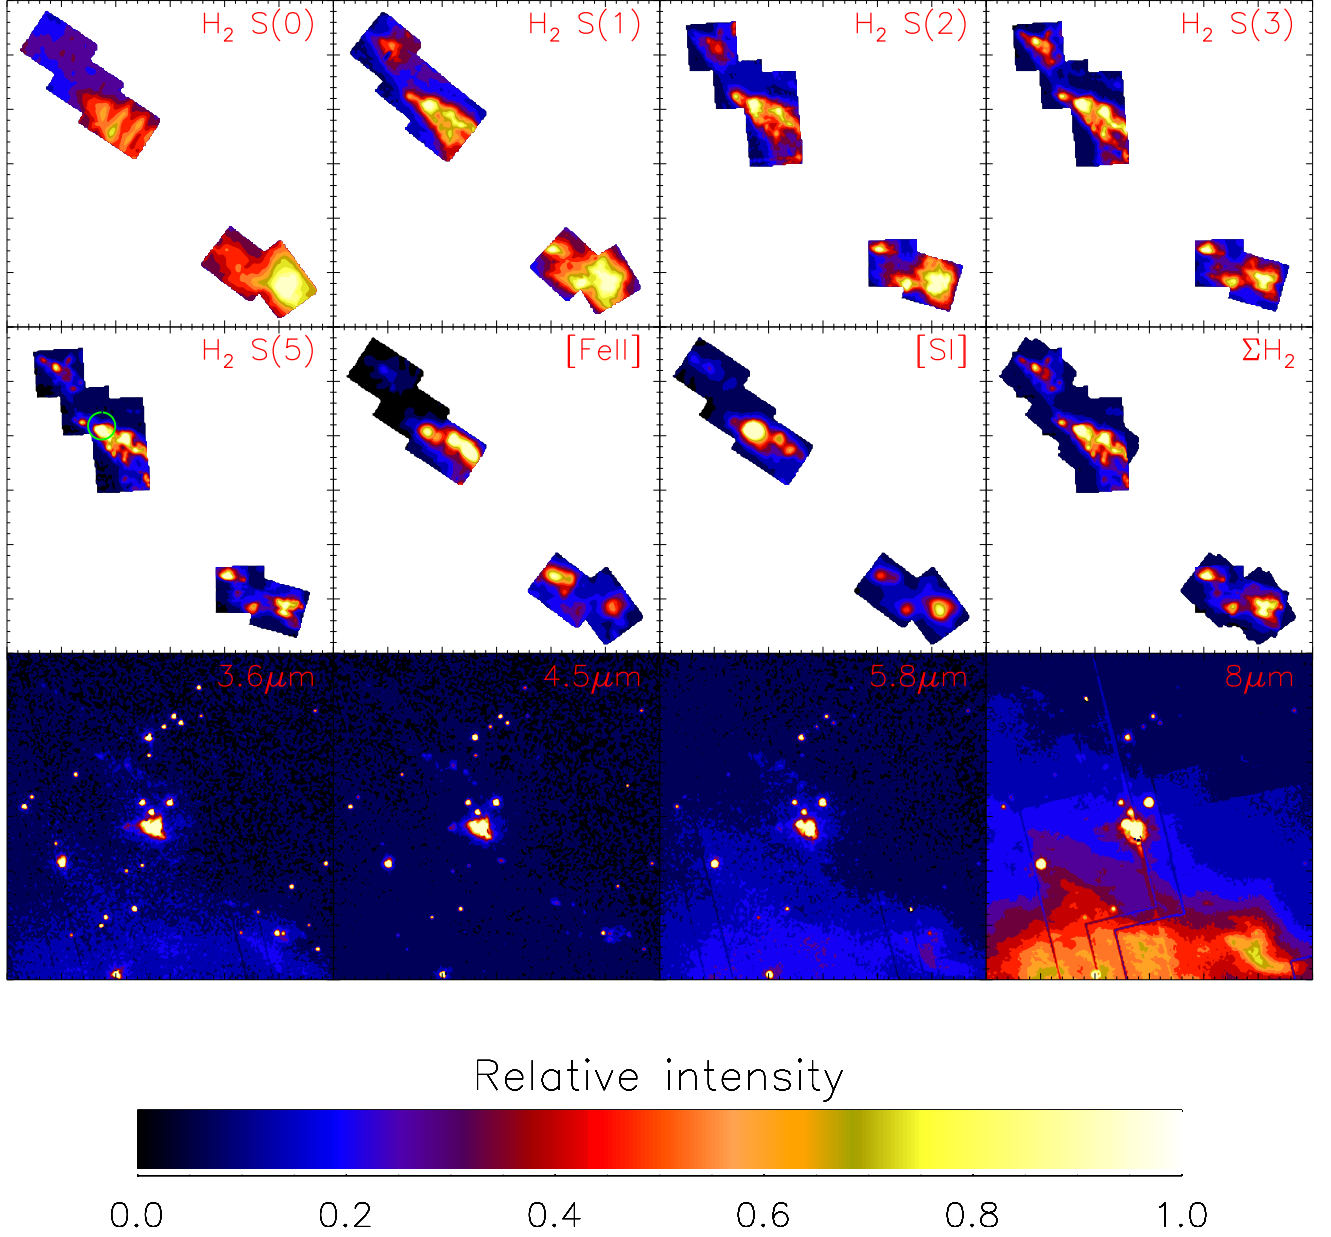 H₂ S(0) H₂ S(1) H₂ S(2) H₂ S(3)
H₂ S(5) [FeII] [SI] ΣH₂
3.6μm 4.5μm 5.8μm 8μm
Relative intensity
0.0 0.2 0.4 0.6 0.8 1.0